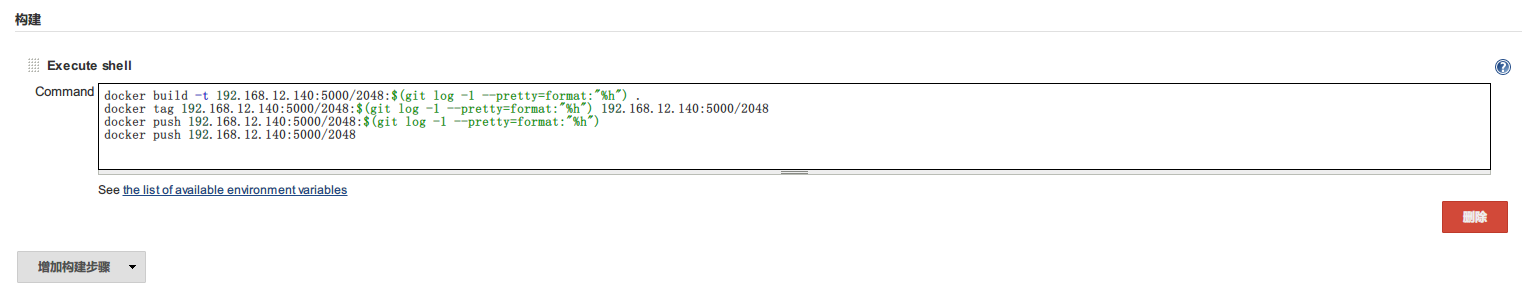 构建
Execute shell
Command
docker build -t 192.168.12.140:5000/2048:$(git log -1 --pretty=format:"%h") .
docker tag 192.168.12.140:5000/2048:$(git log -1 --pretty=format:"%h") 192.168.12.140:5000/2048
docker push 192.168.12.140:5000/2048:$(git log -1 --pretty=format:"%h")
docker push 192.168.12.140:5000/2048
See the list of available environment variables
删除
增加构建步骤